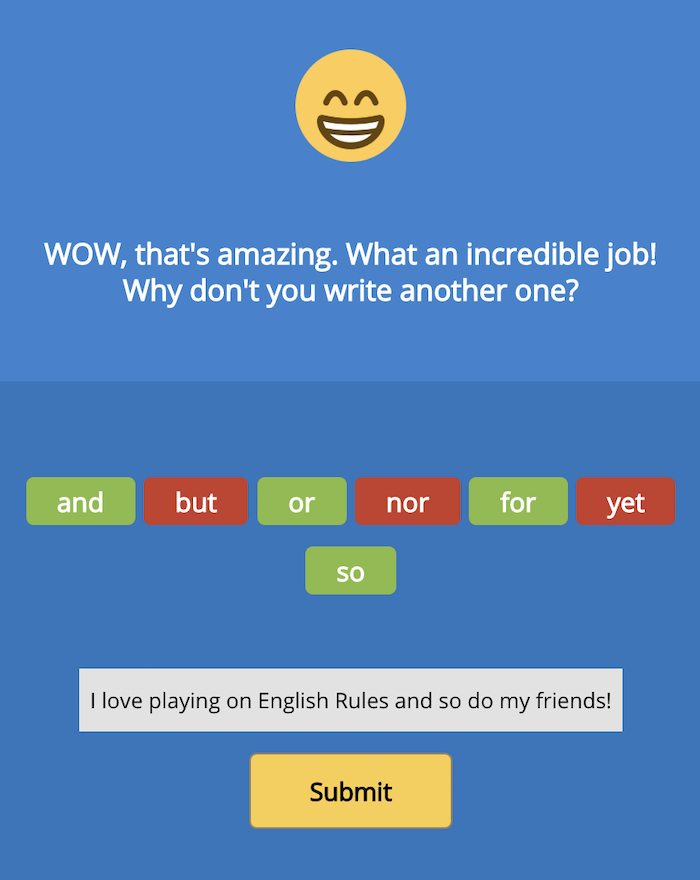 WOW, that's amazing. What an incredible job!
Why don't you write another one?
and but or nor for yet
so
I love playing on English Rules and so do my friends!
Submit